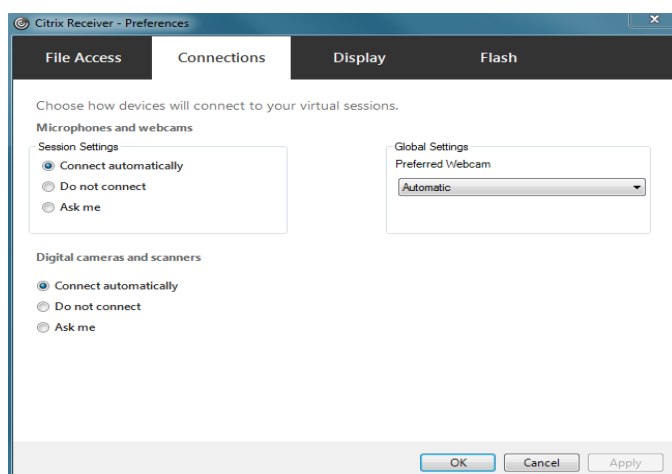 Citrix Receiver - Preferences
File Access
Connections
Display
Flash
Choose how devices will connect to your virtual sessions.
Microphones and webcams
Session Settings
Connect automatically
Do not connect
Ask me
Global Settings
Preferred Webcam
Automatic
Digital cameras and scanners
Connect automatically
Do not connect
Ask me
OK
Cancel
Apply